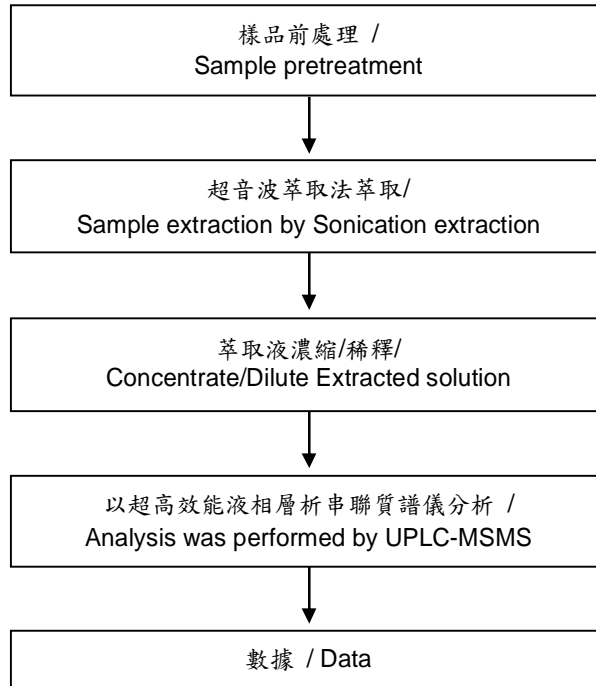 樣品前處理 /
Sample pretreatment
超音波萃取法萃取/
Sample extraction by Sonication extraction
萃取液濃縮/稀釋/
Concentrate/Dilute Extracted solution
以超高效能液相層析串聯質譜儀分析 /
Analysis was performed by UPLC-MSMS
數據 / Data